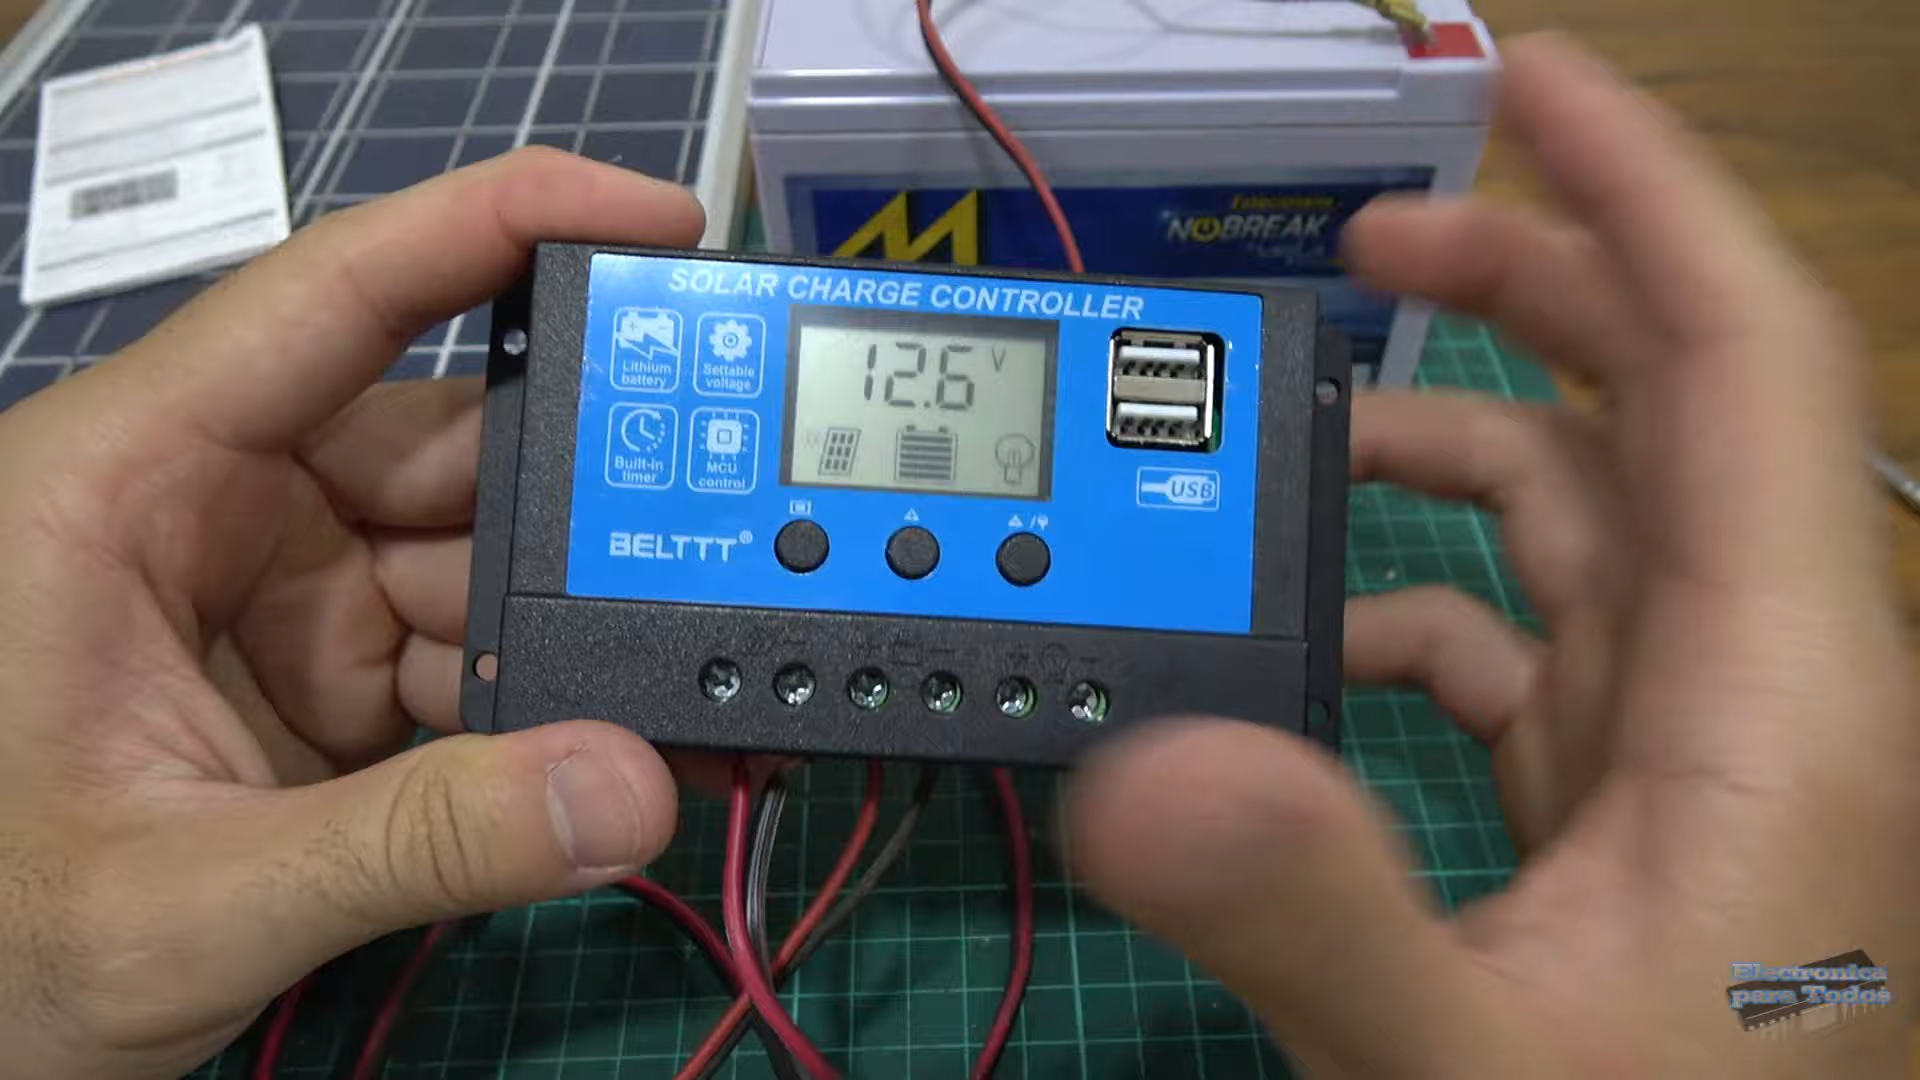 SOLAR CHARGE CONTROLLER
Lithium
battery
Settable
voltage
12.6 V
Built-in
timer
MCU
control
USB
BELTTT®
NOBREAK
Electronica
para Todos